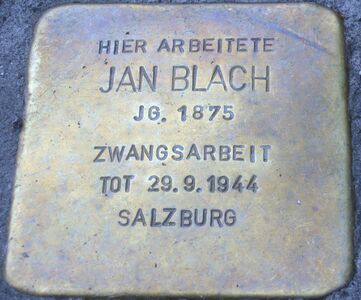 HIER ARBEITETE
JAN BLACH
JG. 1875
ZWANGSARBEIT
TOT 29.9.1944
SALZBURG